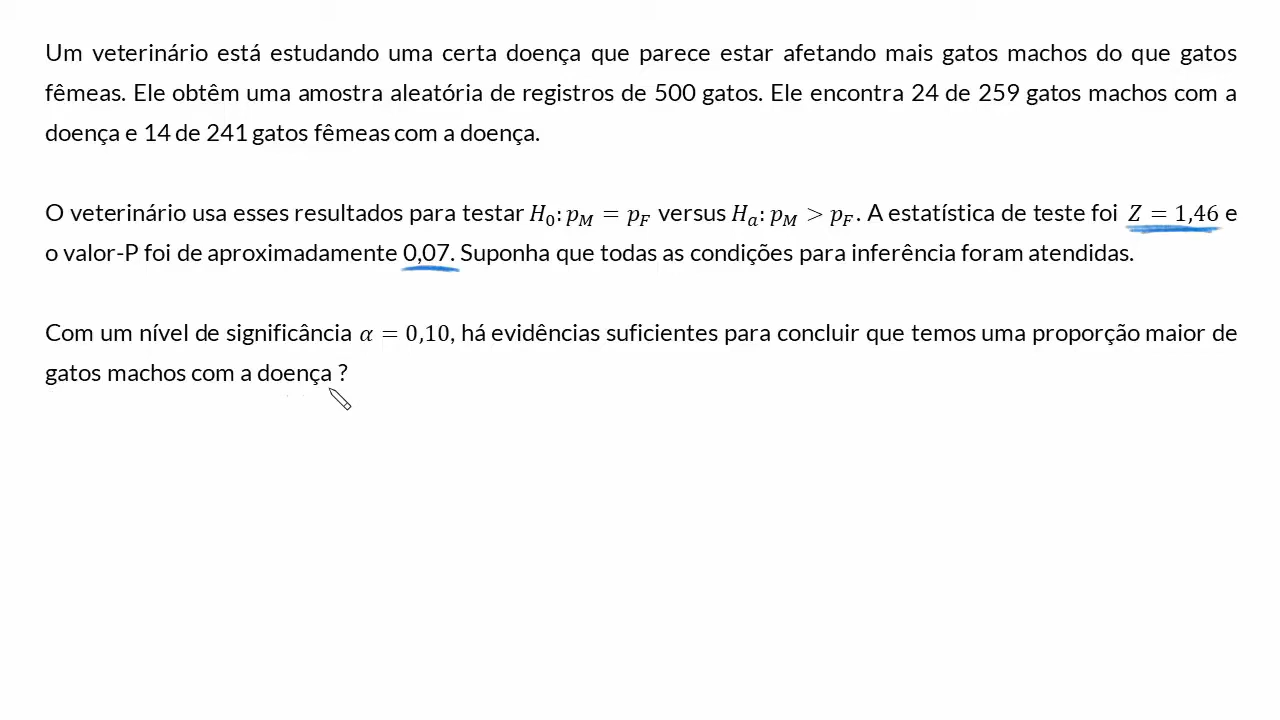 Um veterinário está estudando uma certa doença que parece estar afetando mais gatos machos do que gatos
fêmeas. Ele obtêm uma amostra aleatória de registros de 500 gatos. Ele encontra 24 de 259 gatos machos com a
doença e 14 de 241 gatos fêmeas com a doença.
O veterinário usa esses resultados para testar H₀: p_M = p_F versus H_a: p_M > p_F. A estatística de teste foi Z = 1,46 e
o valor-P foi de aproximadamente 0,07. Suponha que todas as condições para inferência foram atendidas.
Com um nível de significância α = 0,10, há evidências suficientes para concluir que temos uma proporção maior de
gatos machos com a doença ?